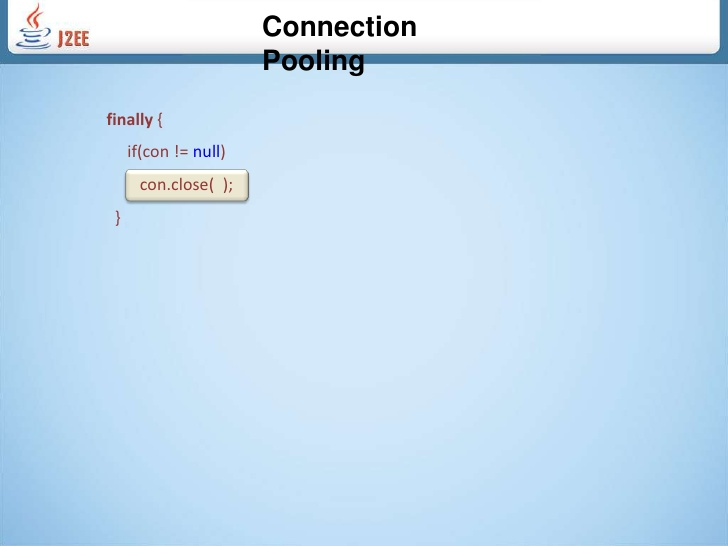 J2EE
Connection
Pooling
finally {
if(con != null)
con.close(  );
}